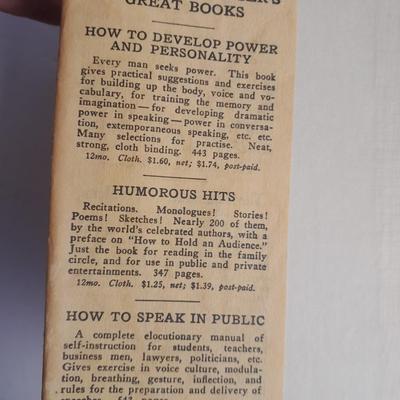 GREAT BOOKS
HOW TO DEVELOP POWER
AND PERSONALITY
Every man seeks power. This book
gives practical suggestions and exercises
for building up the body, voice and vo-
cabulary, for training the memory and
imagination—for developing dramatic
power in speaking—power in conversa-
tion, extemporaneous speaking, etc. etc.
Many selections for practise. Neat,
strong, cloth binding. 443 pages.
12mo. Cloth. $1.60, net; $1.74, post-paid.
HUMOROUS HITS
Recitations. Monologues! Stories!
Poems! Sketches! Nearly 200 of them,
by the world's celebrated authors, with a
preface on "How to Hold an Audience."
Just the book for reading in the family
circle, and for use in public and private
entertainments. 347 pages.
12mo. Cloth. $1.25, net; $1.39, post-paid.
HOW TO SPEAK IN PUBLIC
A complete elocutionary manual of
self-instruction for students, teachers,
business men, lawyers, politicians, etc.
Gives exercise in voice culture, modula-
tion, breathing, gesture, inflection, and
rules for the preparation and delivery of
speeches. 543 pages